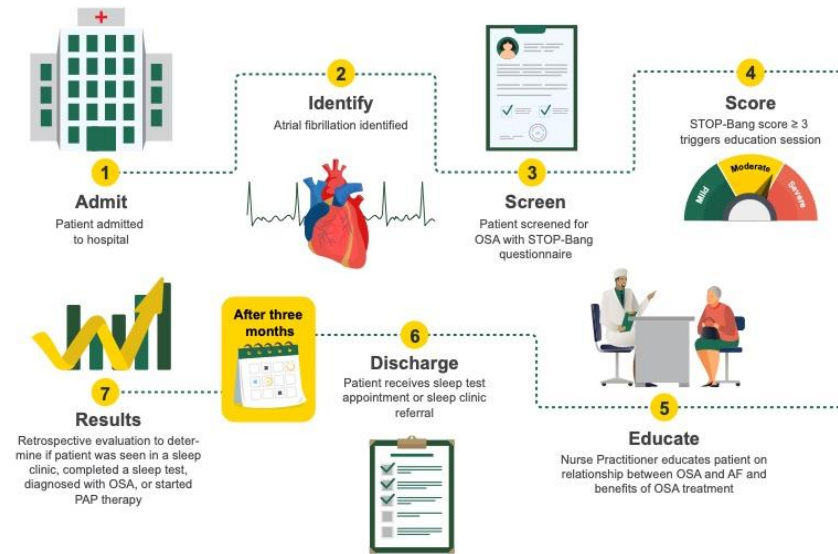 1
Admit
Patient admitted
to hospital
2
Identify
Atrial fibrillation identified
3
Screen
Patient screened for
OSA with STOP-Bang
questionnaire
4
Score
STOP-Bang score ≥ 3
triggers education session
Mild
Moderate
Severe
5
Educate
Nurse Practitioner educates patient on
relationship between OSA and AF and
benefits of OSA treatment
6
Discharge
Patient receives sleep test
appointment or sleep clinic
referral
After three
months
7
Results
Retrospective evaluation to deter-
mine if patient was seen in a sleep
clinic, completed a sleep test,
diagnosed with OSA, or started
PAP therapy